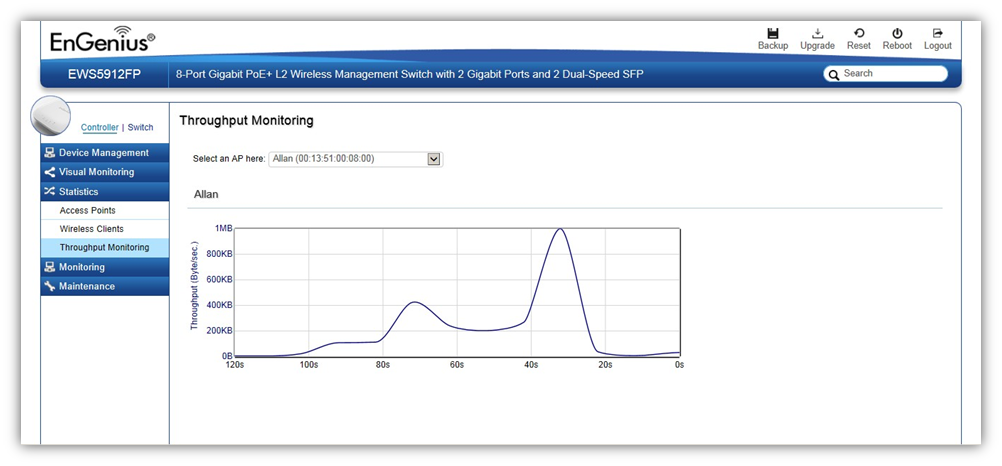 EnGenius®
Backup Upgrade Reset Reboot Logout
EWS5912FP
8-Port Gigabit PoE+ L2 Wireless Management Switch with 2 Gigabit Ports and 2 Dual-Speed SFP
Search
Controller | Switch
Device Management
Visual Monitoring
Statistics
Access Points
Wireless Clients
Throughput Monitoring
Monitoring
Maintenance
Throughput Monitoring
Select an AP here: Allan (00:13:51:00:08:00)
Allan
Throughput (Byte/sec.)
1MB
800KB
600KB
400KB
200KB
0B
120s 100s 80s 60s 40s 20s 0s